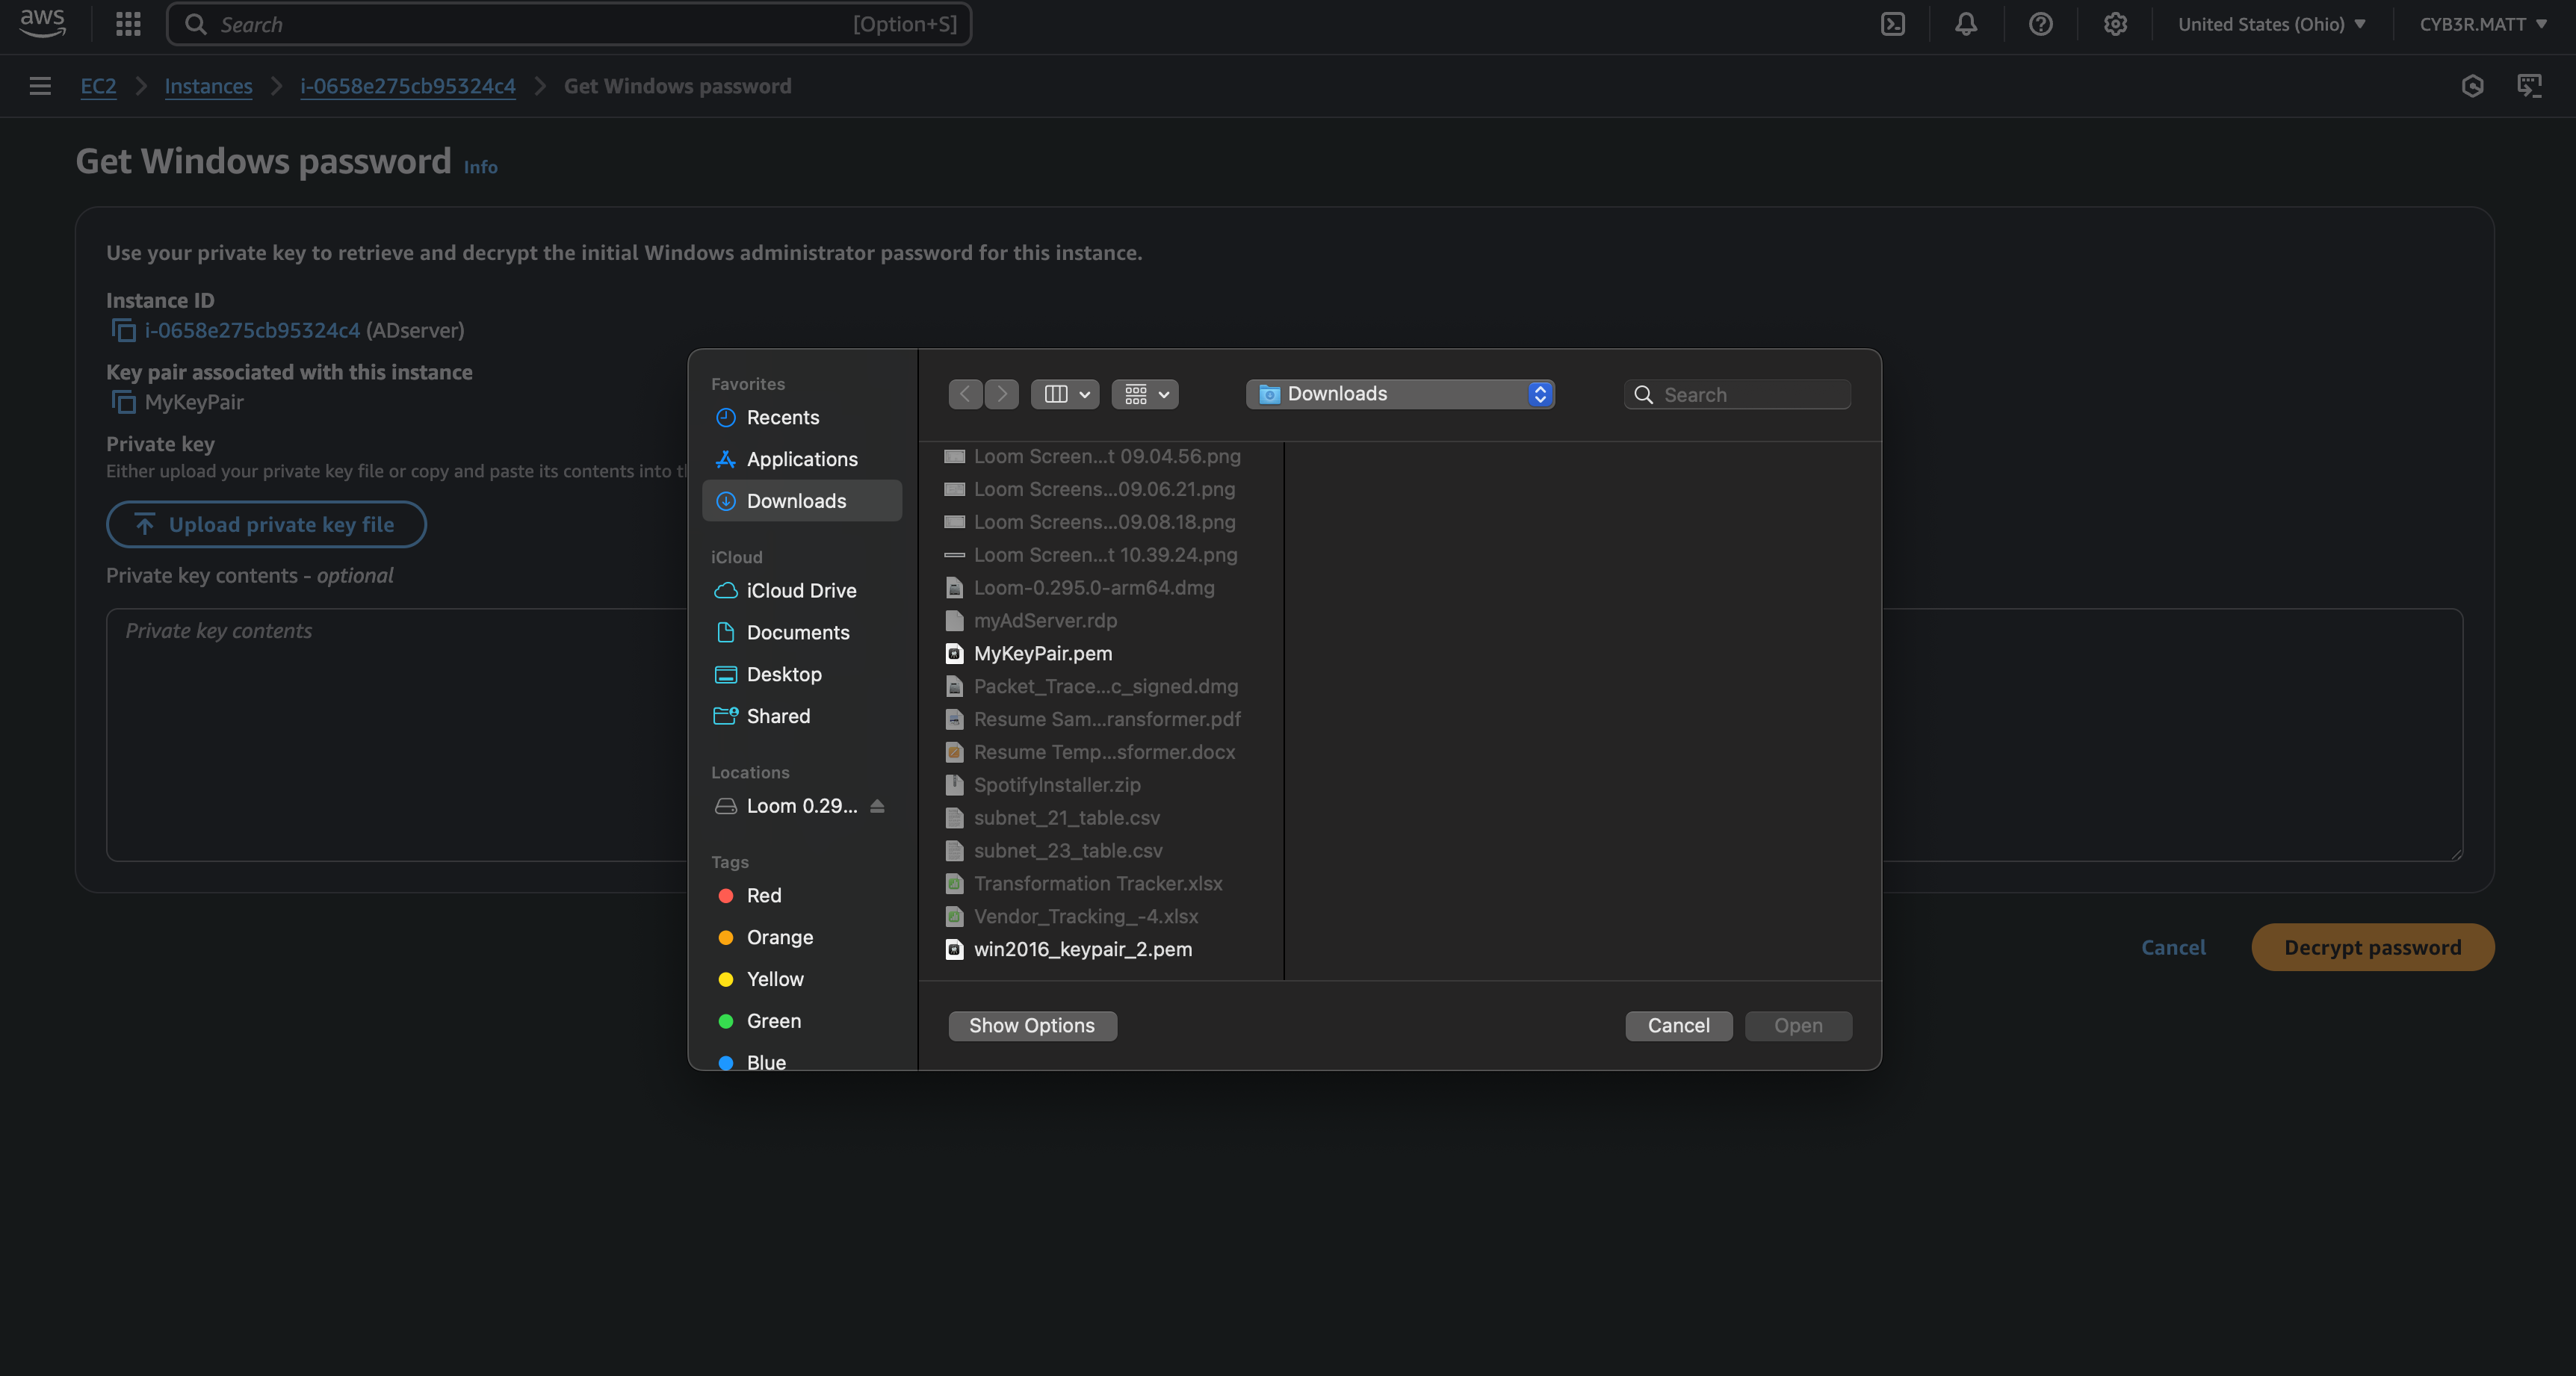 aws
Search
[Option+S]
United States (Ohio)
CYB3R.MATT
EC2
Instances
i-0658e275cb95324c4
Get Windows password
Get Windows password Info
Use your private key to retrieve and decrypt the initial Windows administrator password for this instance.
Instance ID
i-0658e275cb95324c4 (ADserver)
Key pair associated with this instance
MyKeyPair
Private key
Either upload your private key file or copy and paste its contents into
Upload private key file
Private key contents - optional
Private key contents
Cancel
Decrypt password
Favorites
Recents
Applications
Downloads
iCloud
iCloud Drive
Documents
Desktop
Shared
Locations
Loom 0.29...
Tags
Red
Orange
Yellow
Green
Blue
Downloads
Search
Loom Screen...t 09.04.56.png
Loom Screens...09.06.21.png
Loom Screens...09.08.18.png
Loom Screen...t 10.39.24.png
Loom-0.295.0-arm64.dmg
myAdServer.rdp
MyKeyPair.pem
Packet_Trace...c_signed.dmg
Resume Sam...ransformer.pdf
Resume Temp...sformer.docx
SpotifyInstaller.zip
subnet_21_table.csv
subnet_23_table.csv
Transformation Tracker.xlsx
Vendor_Tracking_-4.xlsx
win2016_keypair_2.pem
Show Options
Cancel
Open